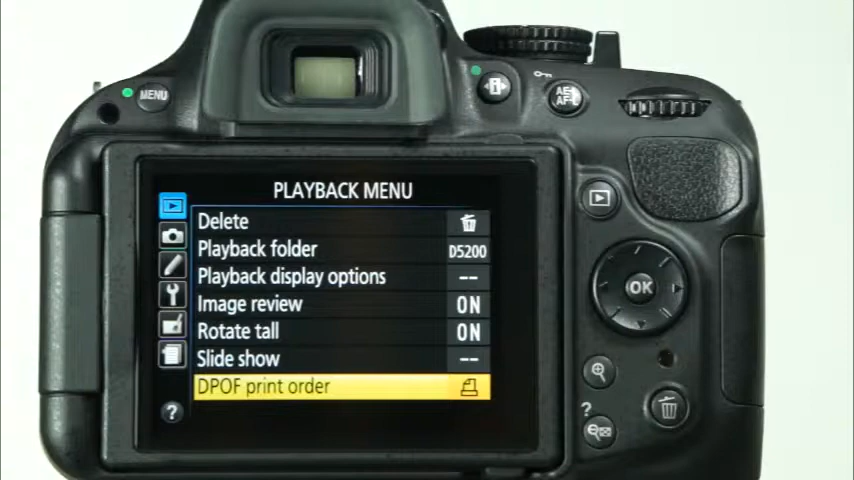 MENU
AE-L
AF-L
PLAYBACK MENU
Delete
Playback folder D5200
Playback display options --
Image review ON
Rotate tall ON
Slide show --
DPOF print order
OK
?
?